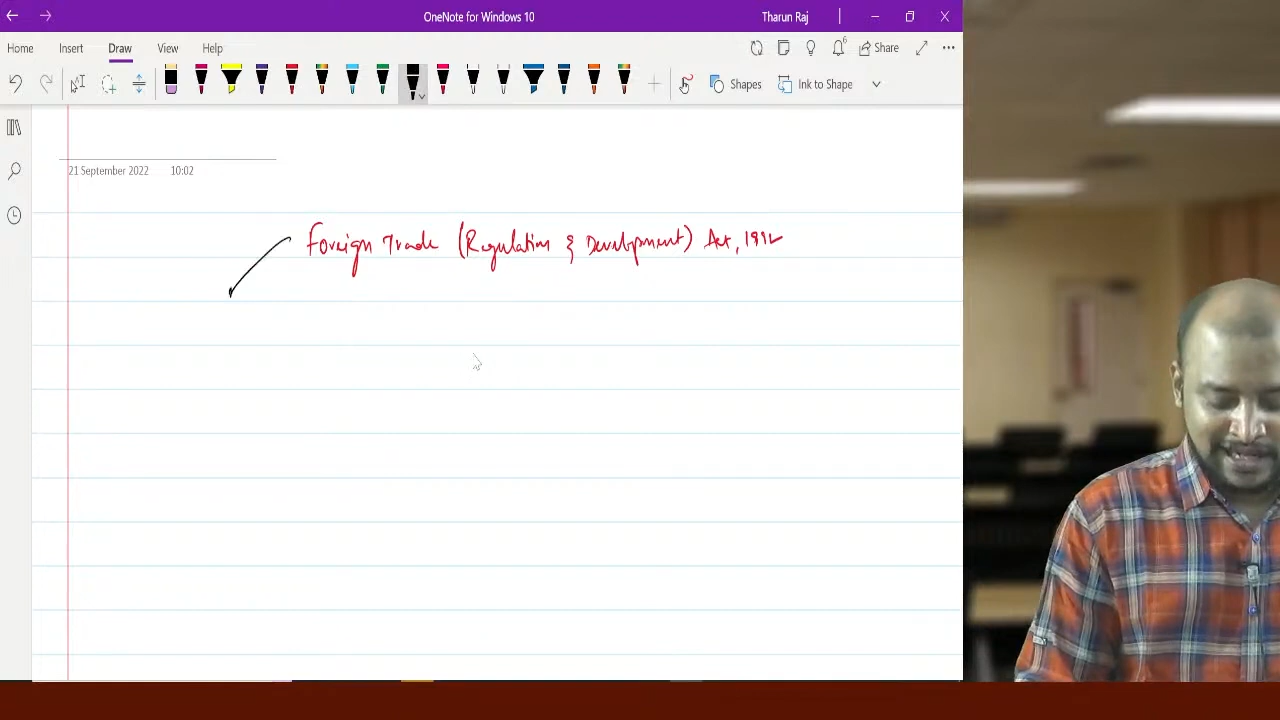 OneNote for Windows 10
Tharun Raj
Home Insert Draw View Help
6 Share
Shapes Ink to Shape
21 September 2022 10:02
Foreign Trade (Regulation & Development) Act, 1992